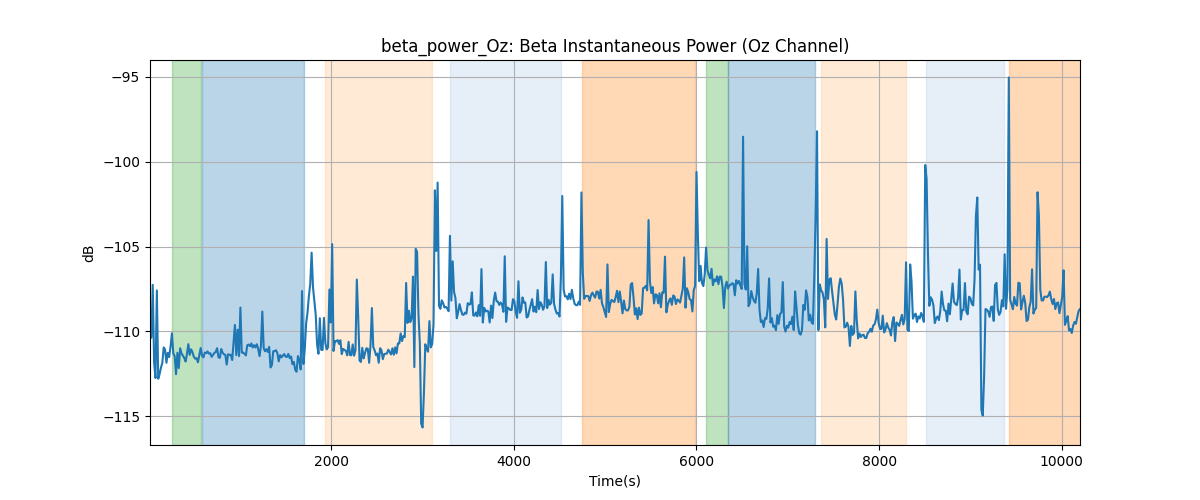 beta_power_Oz: Beta Instantaneous Power (Oz Channel)
−95
−100
−105
−110
−115
dB
2000 4000 6000 8000 10000
Time(s)